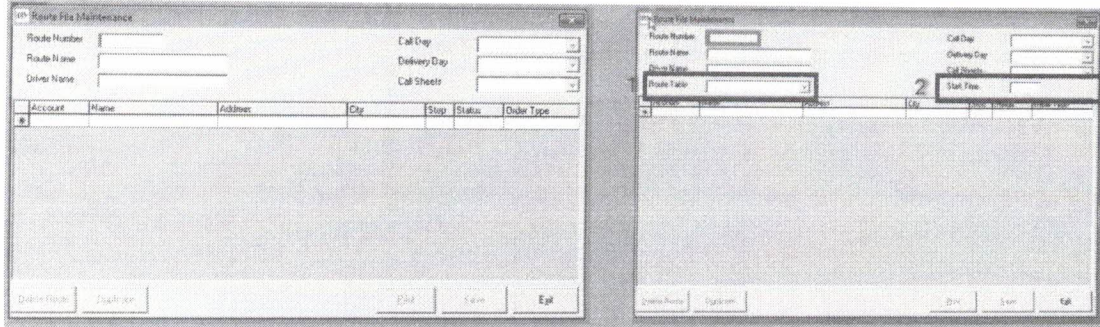 Route File Maintenance
Route Number
Call Day
Route Name
Delivery Day
Driver Name
Call Sheets
Account Name Address City Stop Status Order Type
Delete Route Duplicate Print Save Exit
Route File Maintenance
Route Number
Call Day
Route Name
Delivery Day
Driver Name
Call Sheets
1 Route Table
2 Start Time
City
Delete Route Duplicate Print Save Exit